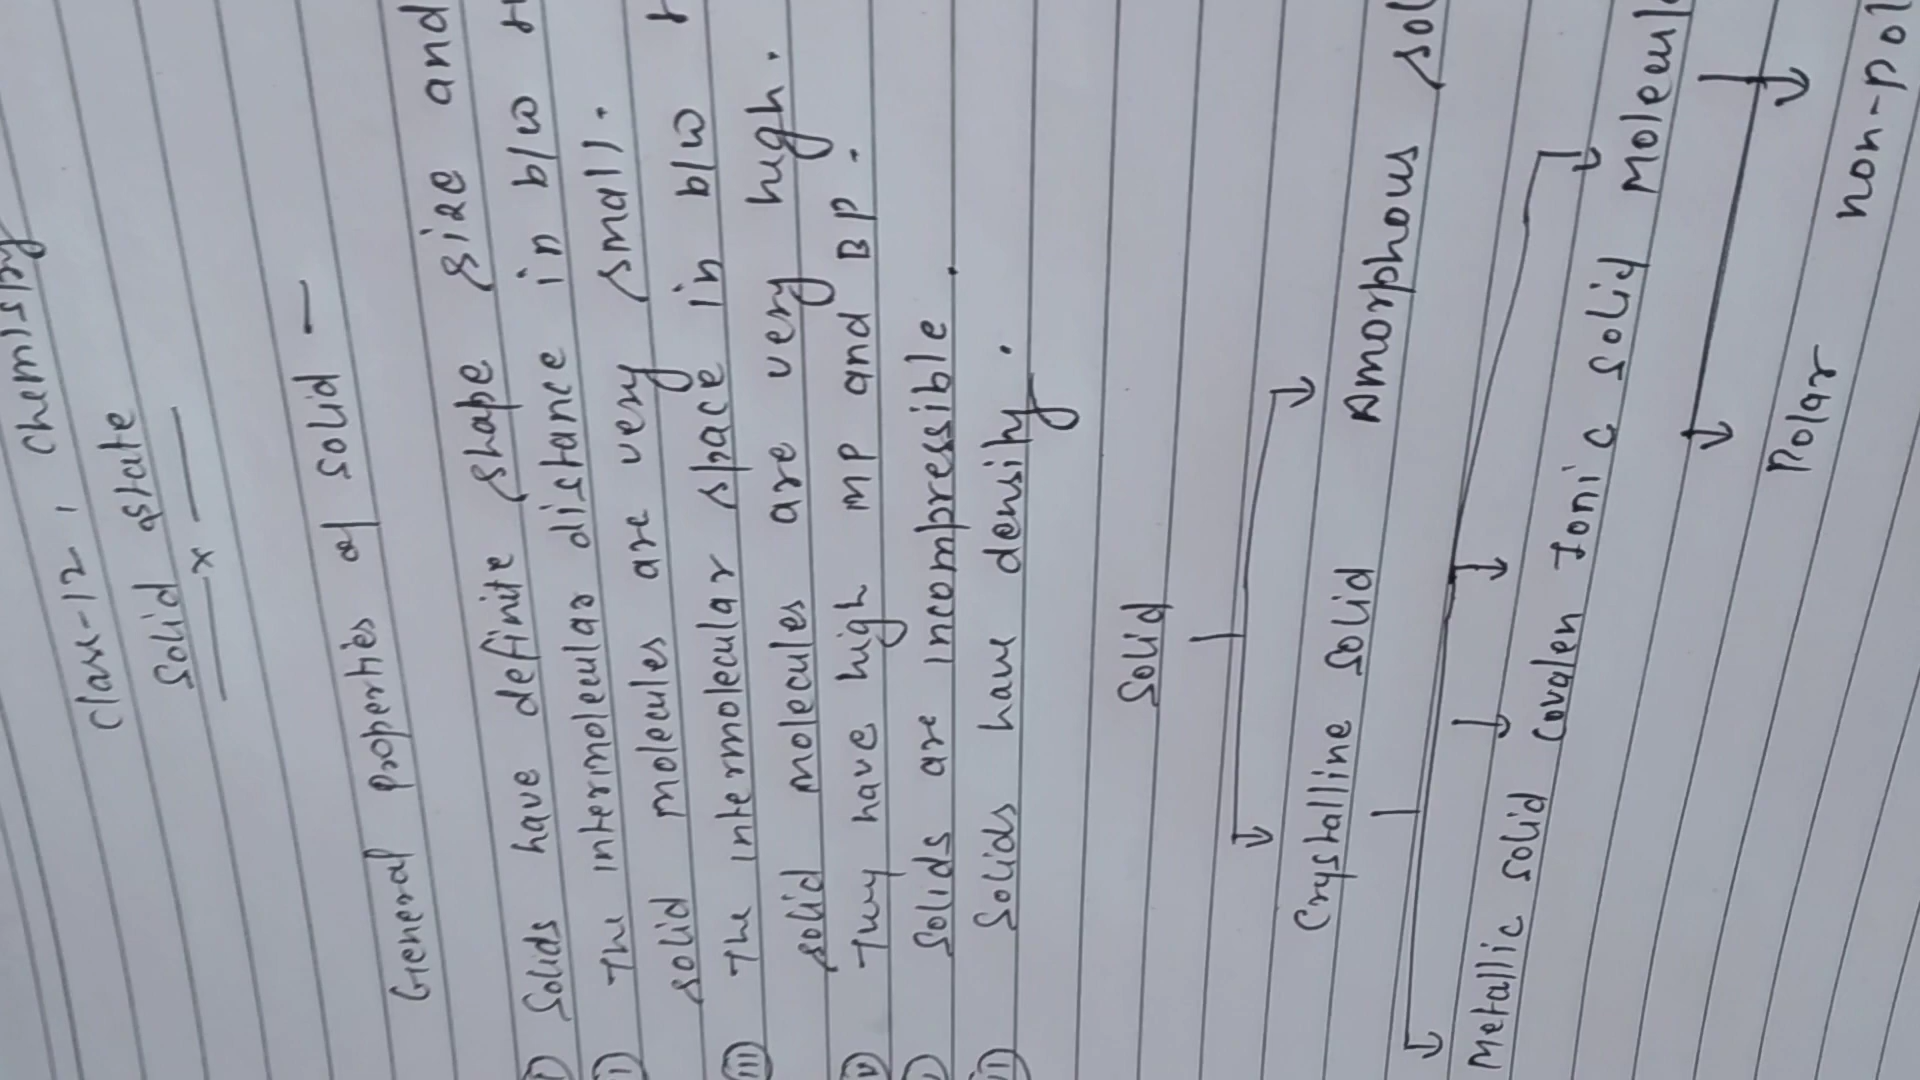 Class-12, Chemistry
Solid state
x
General properties of solid -
i) Solids have definite shape size and
i) The intermolecular distance in b/w
solid molecules are very small.
iii) The intermolecular space in b/w
solid molecules are very high.
v) They have high MP and BP.
) Solids are incompressible.
i) Solids have density.
Solid
Crystalline Solid Amorphous sol
Metallic solid Covalen Ionic Solid Molecul
Polar non-pol